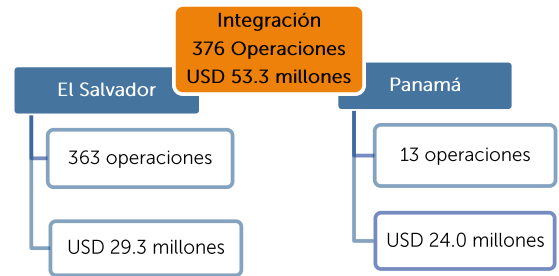 Integración
376 Operaciones
USD 53.3 millones
El Salvador
363 operaciones
USD 29.3 millones
Panamá
13 operaciones
USD 24.0 millones